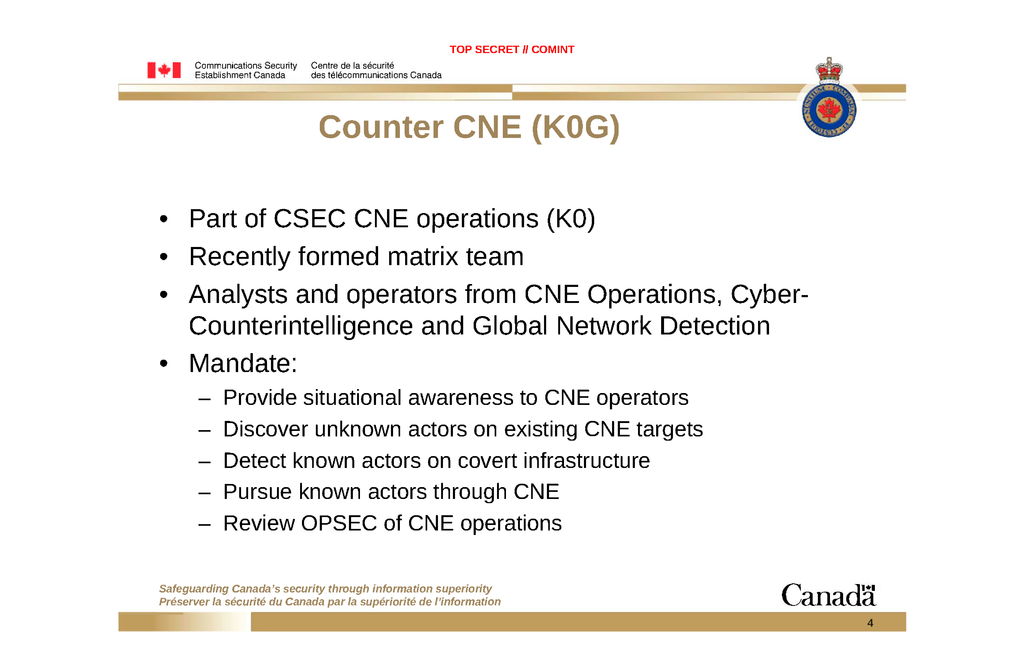 TOP SECRET // COMINT
Communications Security
Establishment Canada
Centre de la sécurité
des télécommunications Canada
Counter CNE (K0G)
• Part of CSEC CNE operations (K0)
• Recently formed matrix team
• Analysts and operators from CNE Operations, Cyber-
Counterintelligence and Global Network Detection
• Mandate:
– Provide situational awareness to CNE operators
– Discover unknown actors on existing CNE targets
– Detect known actors on covert infrastructure
– Pursue known actors through CNE
– Review OPSEC of CNE operations
Safeguarding Canada's security through information superiority
Préserver la sécurité du Canada par la supériorité de l'information
Canada
4